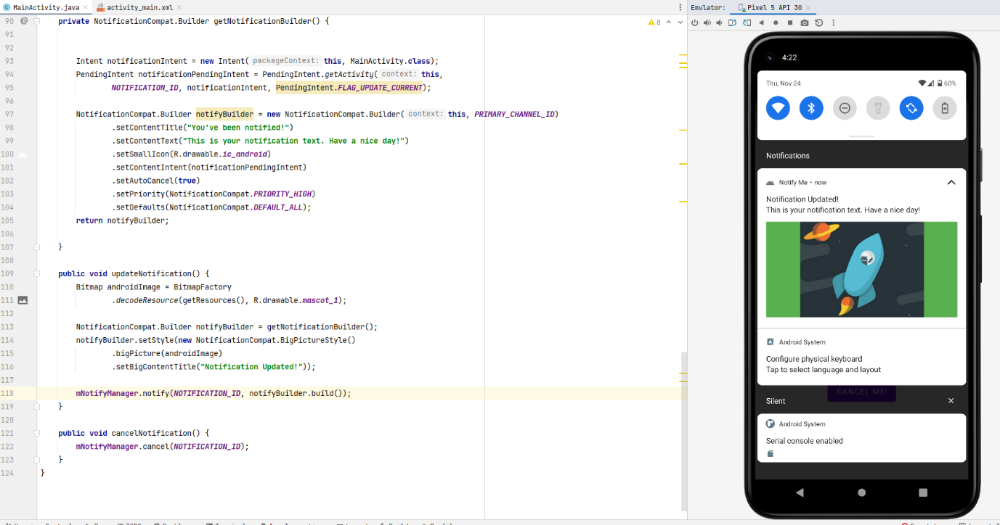 MainActivity.java
activity_main.xml
Emulator:
Pixel 5 API 30
8
90 @ private NotificationCompat.Builder getNotificationBuilder() {
91
92
93 Intent notificationIntent = new Intent( packageContext: this, MainActivity.class);
94 PendingIntent notificationPendingIntent = PendingIntent.getActivity( context: this,
95 NOTIFICATION_ID, notificationIntent, PendingIntent.FLAG_UPDATE_CURRENT);
96
97 NotificationCompat.Builder notifyBuilder = new NotificationCompat.Builder( context: this, PRIMARY_CHANNEL_ID)
98 .setContentTitle("You've been notified!")
99 .setContentText("This is your notification text. Have a nice day!")
100 .setSmallIcon(R.drawable.ic_android)
101 .setContentIntent(notificationPendingIntent)
102 .setAutoCancel(true)
103 .setPriority(NotificationCompat.PRIORITY_HIGH)
104 .setDefaults(NotificationCompat.DEFAULT_ALL);
105 return notifyBuilder;
106
107 }
108
109 public void updateNotification() {
110 Bitmap androidImage = BitmapFactory
111 .decodeResource(getResources(), R.drawable.mascot_1);
112
113 NotificationCompat.Builder notifyBuilder = getNotificationBuilder();
114 notifyBuilder.setStyle(new NotificationCompat.BigPictureStyle()
115 .bigPicture(androidImage)
116 .setBigContentTitle("Notification Updated!"));
117
118 mNotifyManager.notify(NOTIFICATION_ID, notifyBuilder.build());
119 }
120
121 public void cancelNotification() {
122 mNotifyManager.cancel(NOTIFICATION_ID);
123 }
124 }
4:22
Thu, Nov 24
60%
Notifications
Notify Me • now
Notification Updated!
This is your notification text. Have a nice day!
Android System
Configure physical keyboard
Tap to select language and layout
CANCEL ME!
Silent
Android System
Serial console enabled